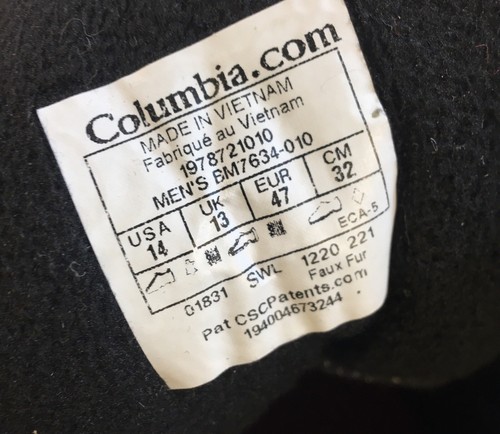 Columbia.com
MADE IN VIETNAM
Fabriqué au Vietnam
1978721010
MEN'S BM7634-010
USA UK EUR CM
14 13 47 32
ECA-5
01831 SWL 1220 221
Faux Fur
Pat CSCPatents.com
194004673244